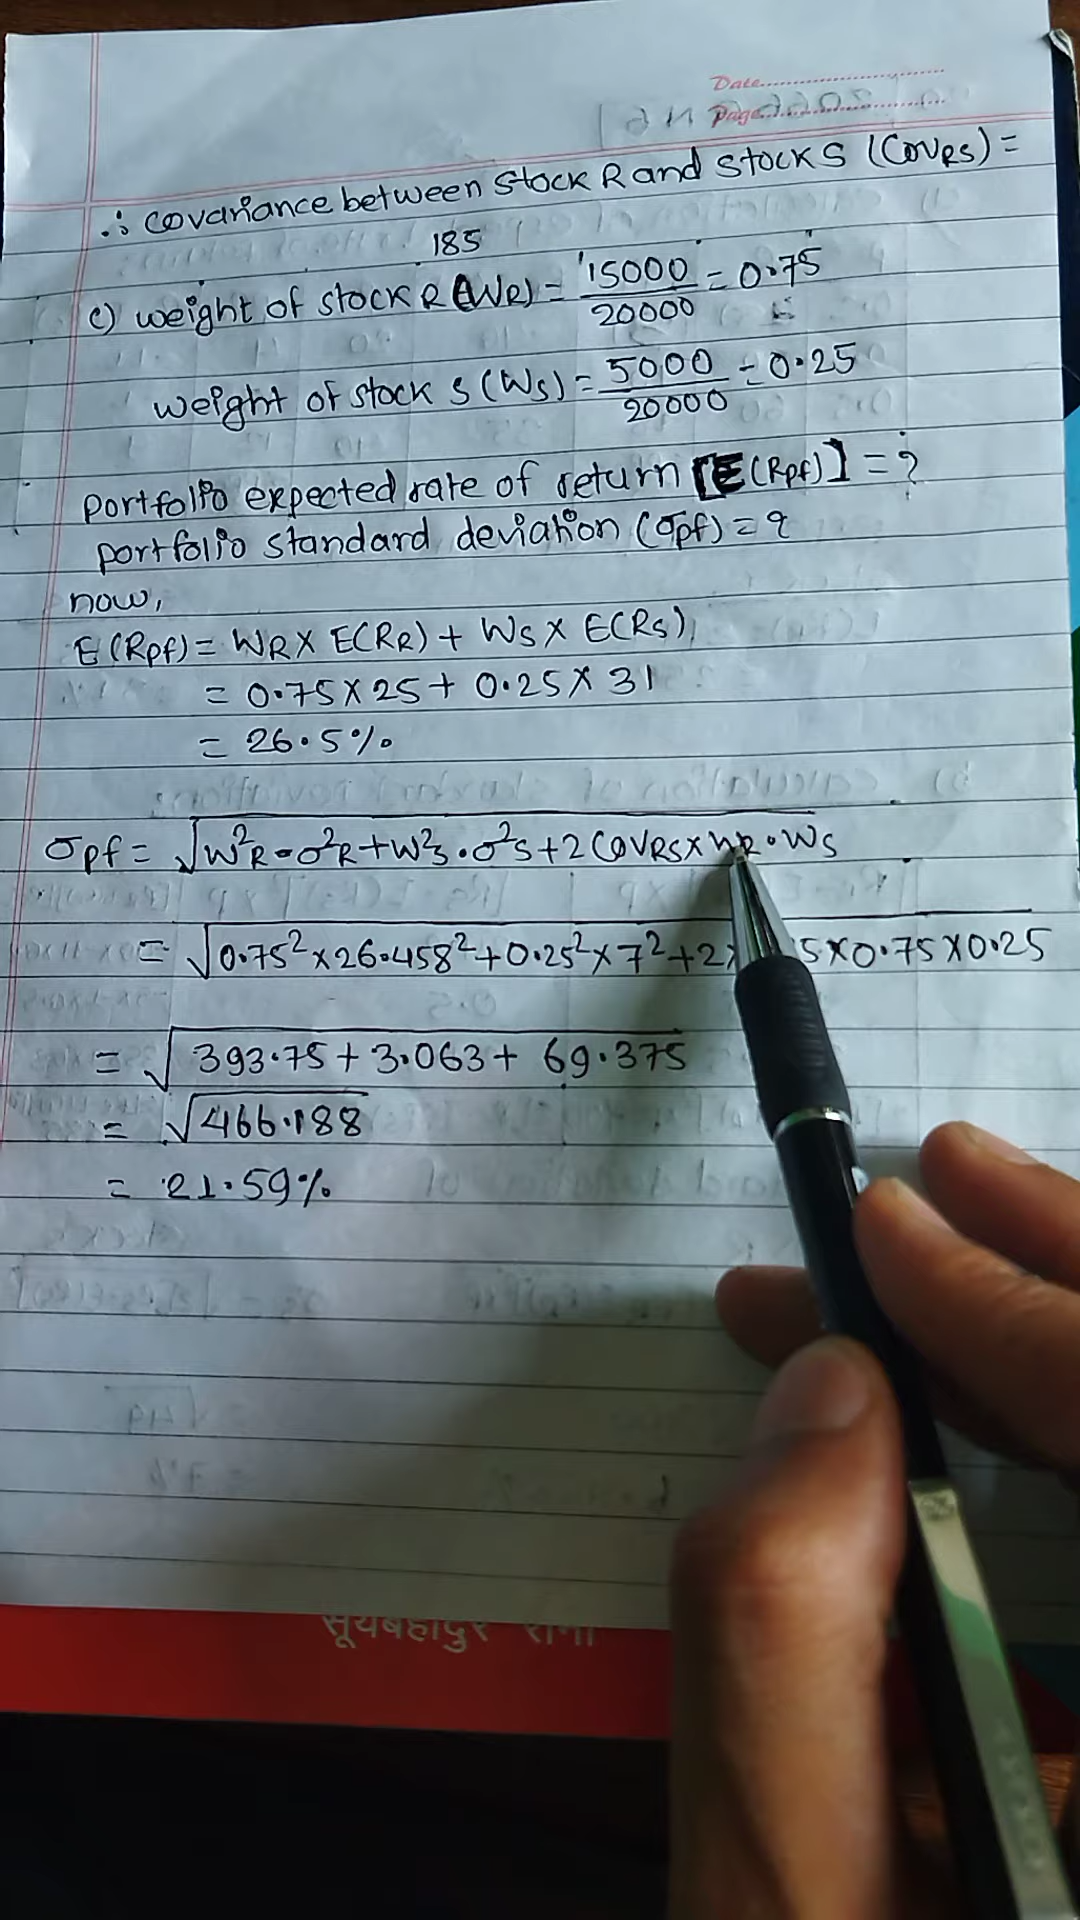 Date
Page
∴ covariance between stock R and stock S (CovRS) =
185
c) weight of stock R (WR) = 15000/20000 = 0.75
weight of stock S (WS) = 5000/20000 = 0.25
portfolio expected rate of return [E(Rpf)] = ?
portfolio standard deviation (σpf) = ?
now,
E(Rpf) = WR X E(RR) + WS X E(RS)
= 0.75 X 25 + 0.25 X 31
= 26.5%
σpf = √W²R . σ²R + W²S . σ²S + 2 CovRS x WR . WS
= √0.75² x 26.458² + 0.25² x 7² + 2 5 x 0.75 x 0.25
= √393.75 + 3.063 + 69.375
= √466.188
= 21.59%
सूर्यबहादुर राना